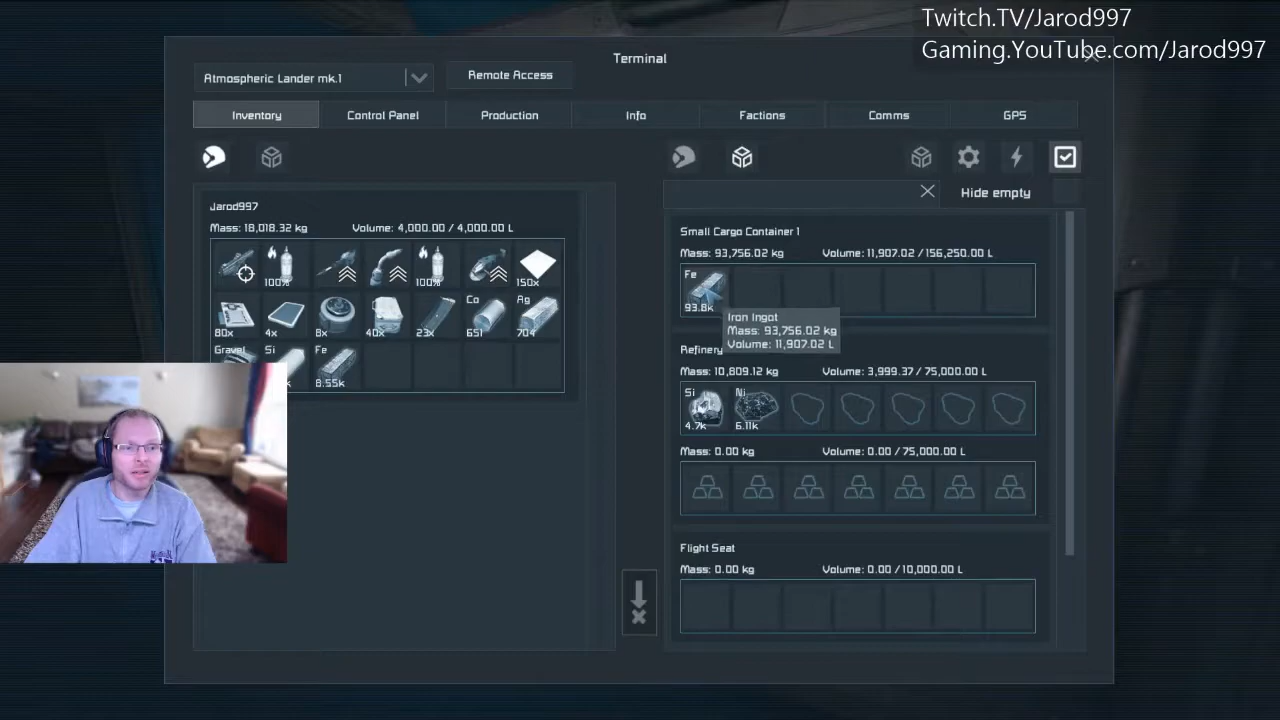 Twitch.TV/Jarod997
Gaming.YouTube.com/Jarod997
Terminal
Atmospheric Lander mk.1
Remote Access
Inventory
Control Panel
Production
Info
Factions
Comms
GPS
Hide empty
Jarod997
Mass: 18,018.32 kg Volume: 4,000.00 / 4,000.00 L
100%
100%
150x
80x
4x
8x
40x
23x
Co
651
Ag
704
Gravel
Si
Fe
8.55k
Small Cargo Container 1
Mass: 93,756.02 kg Volume: 11,907.02 / 156,250.00 L
Fe
93.8k
Iron Ingot
Mass: 93,756.02 kg
Volume: 11,907.02 L
Refinery
Mass: 10,809.12 kg Volume: 3,999.37 / 75,000.00 L
Si
4.7k
Ni
6.11k
Mass: 0.00 kg Volume: 0.00 / 75,000.00 L
Flight Seat
Mass: 0.00 kg Volume: 0.00 / 10,000.00 L